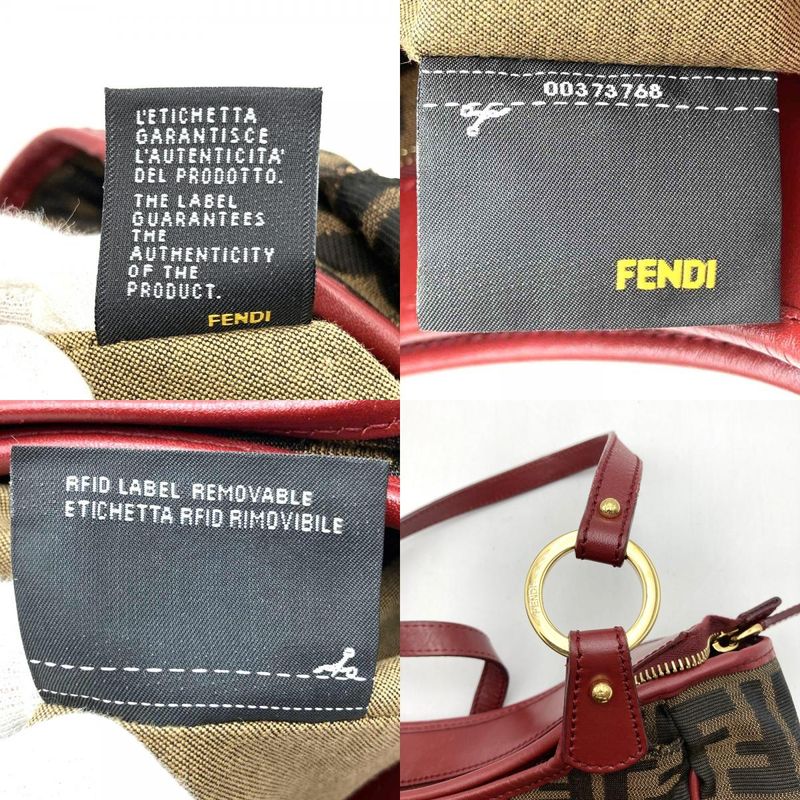 L'ETICHETTA
GARANTISCE
L'AUTENTICITA'
DEL PRODOTTO.
THE LABEL
GUARANTEES
THE
AUTHENTICITY
OF THE
PRODUCT.
FENDI
00373768
FENDI
RFID LABEL REMOVABLE
ETICHETTA RFID RIMOVIBILE
FENDI